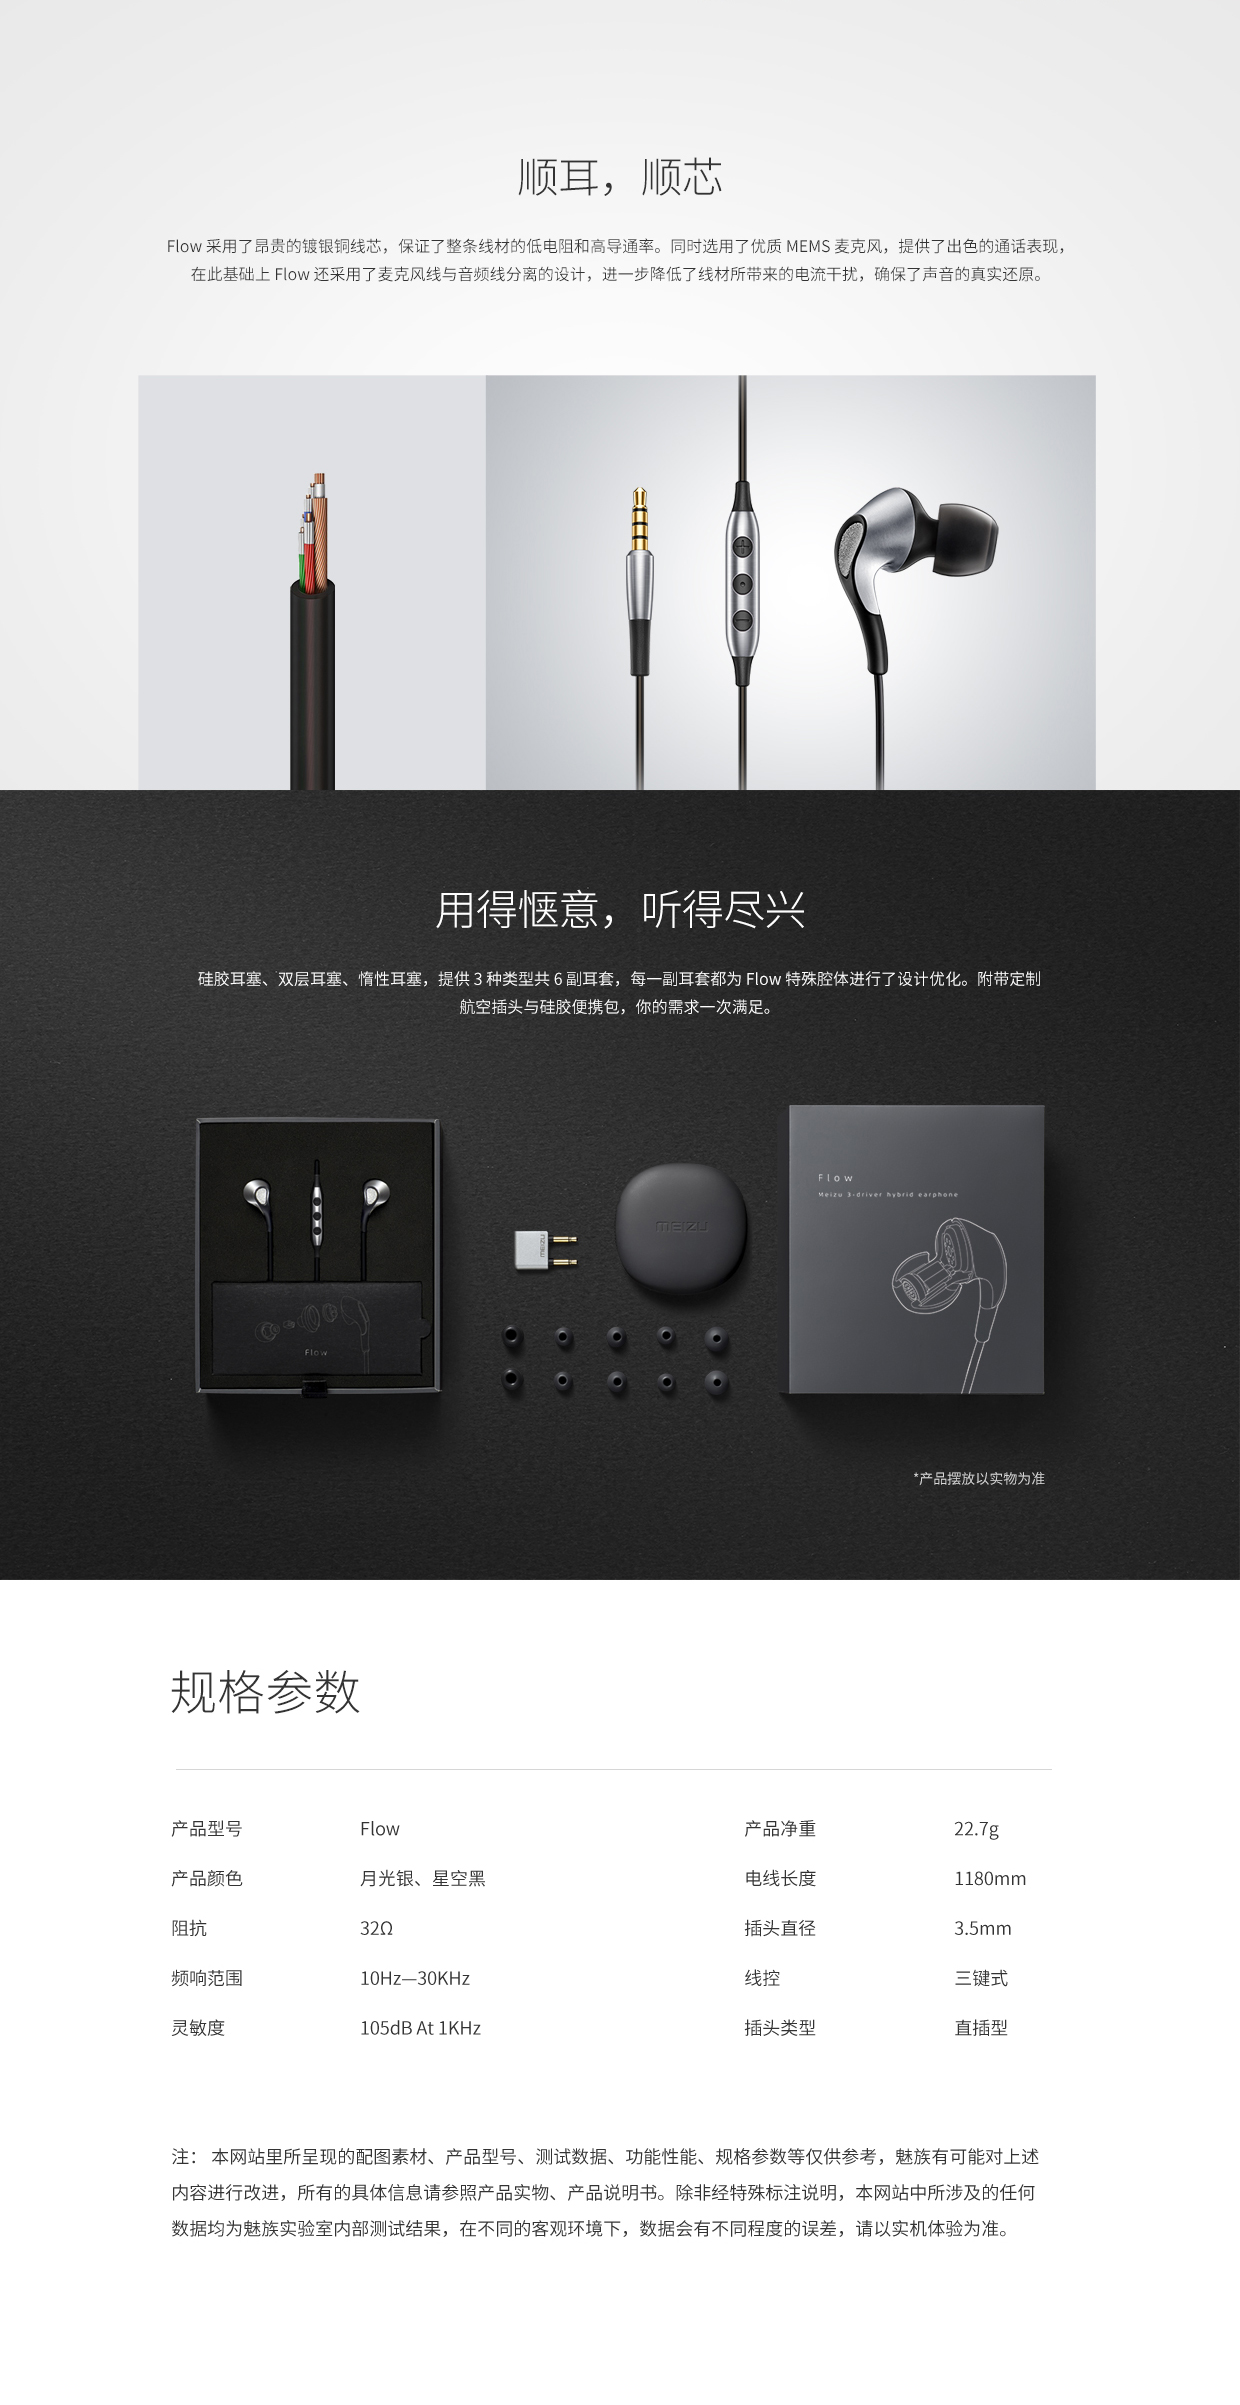 顺耳，顺芯
Flow 采用了昂贵的镀银铜线芯，保证了整条线材的低电阻和高导通率。同时选用了优质 MEMS 麦克风，提供了出色的通话表现，
在此基础上 Flow 还采用了麦克风线与音频线分离的设计，进一步降低了线材所带来的电流干扰，确保了声音的真实还原。
用得惬意，听得尽兴
硅胶耳塞、双层耳塞、惰性耳塞，提供 3 种类型共 6 副耳套，每一副耳套都为 Flow 特殊腔体进行了设计优化。附带定制
航空插头与硅胶便携包，你的需求一次满足。
Flow
Meizu 3-driver hybrid earphone
MEIZU
MEIZU
Flow
*产品摆放以实物为准
规格参数
产品型号 Flow 产品净重 22.7g
产品颜色 月光银、星空黑 电线长度 1180mm
阻抗 32Ω 插头直径 3.5mm
频响范围 10Hz—30KHz 线控 三键式
灵敏度 105dB At 1KHz 插头类型 直插型
注： 本网站里所呈现的配图素材、产品型号、测试数据、功能性能、规格参数等仅供参考，魅族有可能对上述
内容进行改进，所有的具体信息请参照产品实物、产品说明书。除非经特殊标注说明，本网站中所涉及的任何
数据均为魅族实验室内部测试结果，在不同的客观环境下，数据会有不同程度的误差，请以实机体验为准。